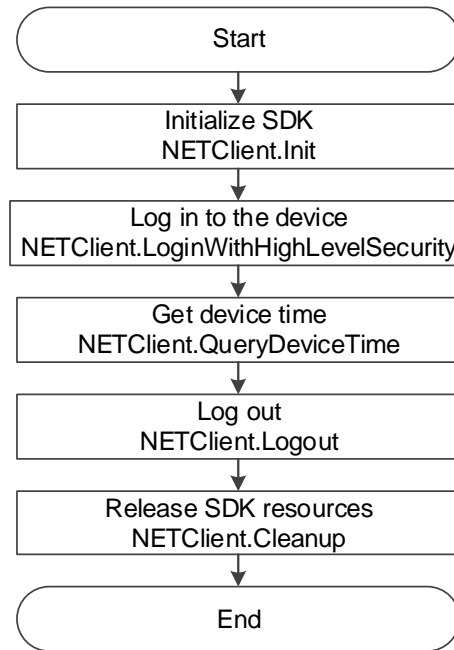 Start
Initialize SDK
NETClient.Init
Log in to the device
NETClient.LoginWithHighLevelSecurity
Get device time
NETClient.QueryDeviceTime
Log out
NETClient.Logout
Release SDK resources
NETClient.Cleanup
End